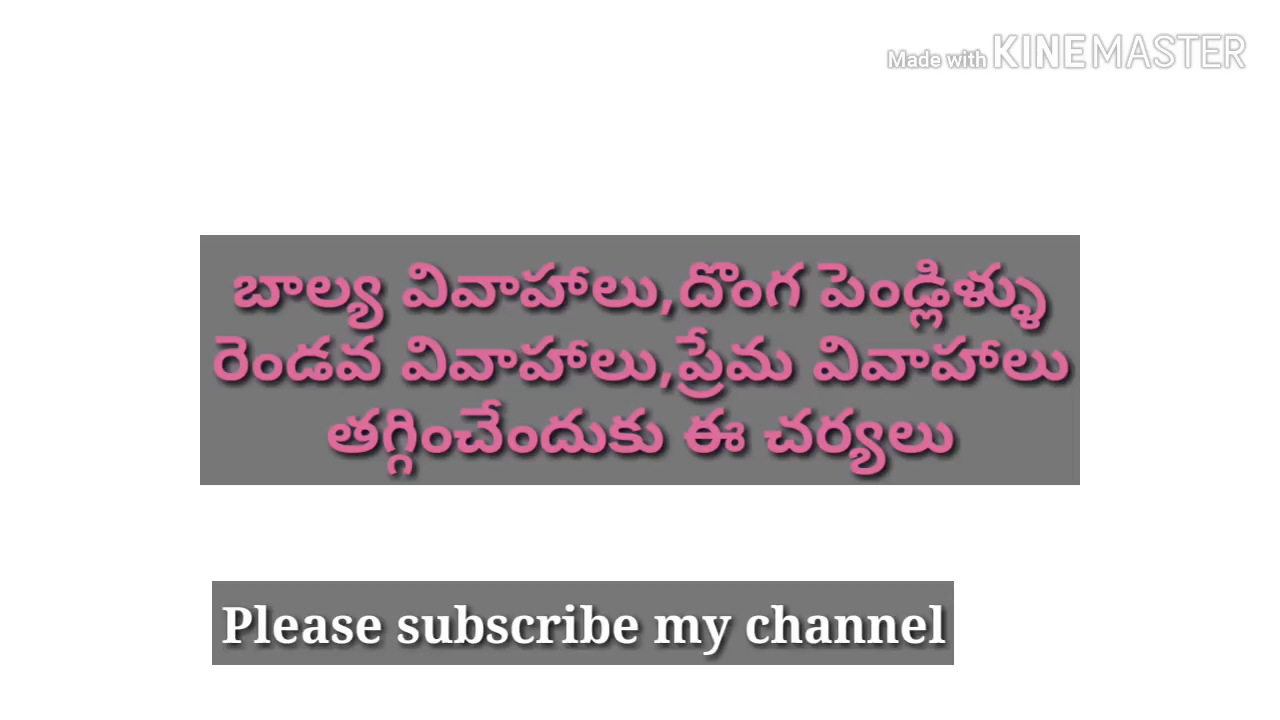 Made with KINEMASTER
బాల్య వివాహాలు,దొంగ పెండ్లిళ్ళు
రెండవ వివాహాలు,ప్రేమ వివాహాలు
తగ్గించేందుకు ఈ చర్యలు
Please subscribe my channel